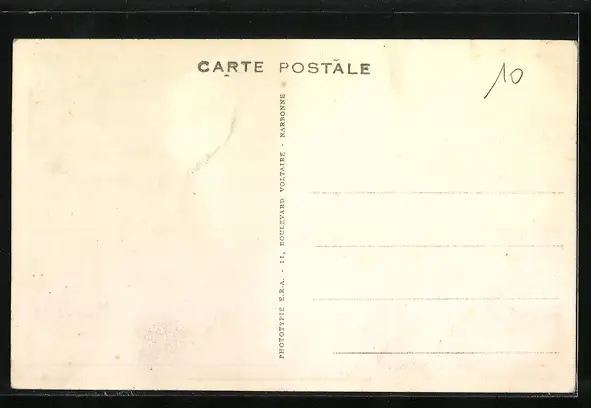 CARTE POSTALE
10
PHOTOTYPIE E.R.A. - 11, BOULEVARD VOLTAIRE - NARBONNE